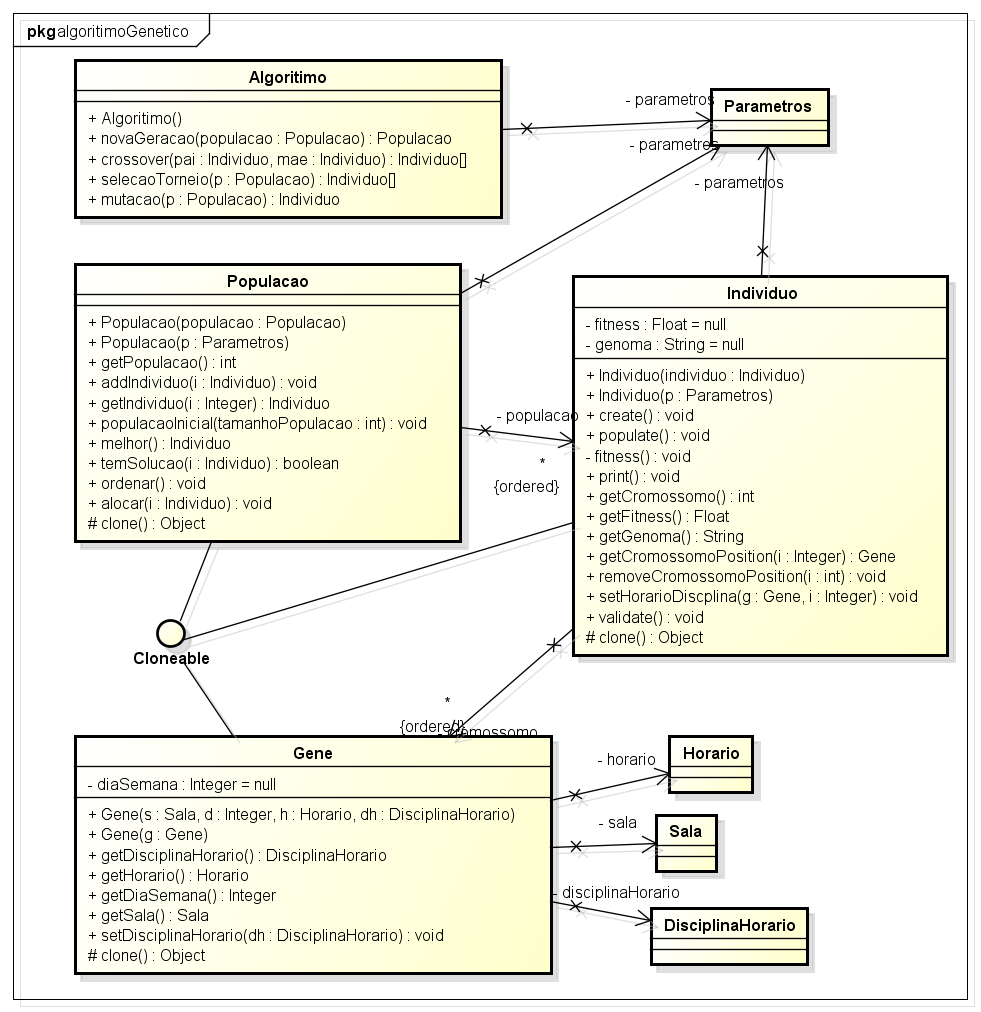 pkg algoritimoGenetico
Algoritimo
+ Algoritimo()
+ novaGeracao(populacao : Populacao) : Populacao
+ crossover(pai : Individuo, mae : Individuo) : Individuo[]
+ selecaoTorneio(p : Populacao) : Individuo[]
+ mutacao(p : Populacao) : Individuo
- parametros
Parametros
- parametros
- parametros
Populacao
+ Populacao(populacao : Populacao)
+ Populacao(p : Parametros)
+ getPopulacao() : int
+ addIndividuo(i : Individuo) : void
+ getIndividuo(i : Integer) : Individuo
+ populacaoInicial(tamanhoPopulacao : int) : void
+ melhor() : Individuo
+ temSolucao(i : Individuo) : boolean
+ ordenar() : void
+ alocar(i : Individuo) : void
# clone() : Object
- populacao
*
{ordered}
Individuo
- fitness : Float = null
- genoma : String = null
+ Individuo(individuo : Individuo)
+ Individuo(p : Parametros)
+ create() : void
+ populate() : void
- fitness() : void
+ print() : void
+ getCromossomo() : int
+ getFitness() : Float
+ getGenoma() : String
+ getCromossomoPosition(i : Integer) : Gene
+ removeCromossomoPosition(i : int) : void
+ setHorarioDiscplina(g : Gene, i : Integer) : void
+ validate() : void
# clone() : Object
Cloneable
*
{ordered}
- cromossomo
Gene
- diaSemana : Integer = null
+ Gene(s : Sala, d : Integer, h : Horario, dh : DisciplinaHorario)
+ Gene(g : Gene)
+ getDisciplinaHorario() : DisciplinaHorario
+ getHorario() : Horario
+ getDiaSemana() : Integer
+ getSala() : Sala
+ setDisciplinaHorario(dh : DisciplinaHorario) : void
# clone() : Object
- horario
Horario
- sala
Sala
- disciplinaHorario
DisciplinaHorario